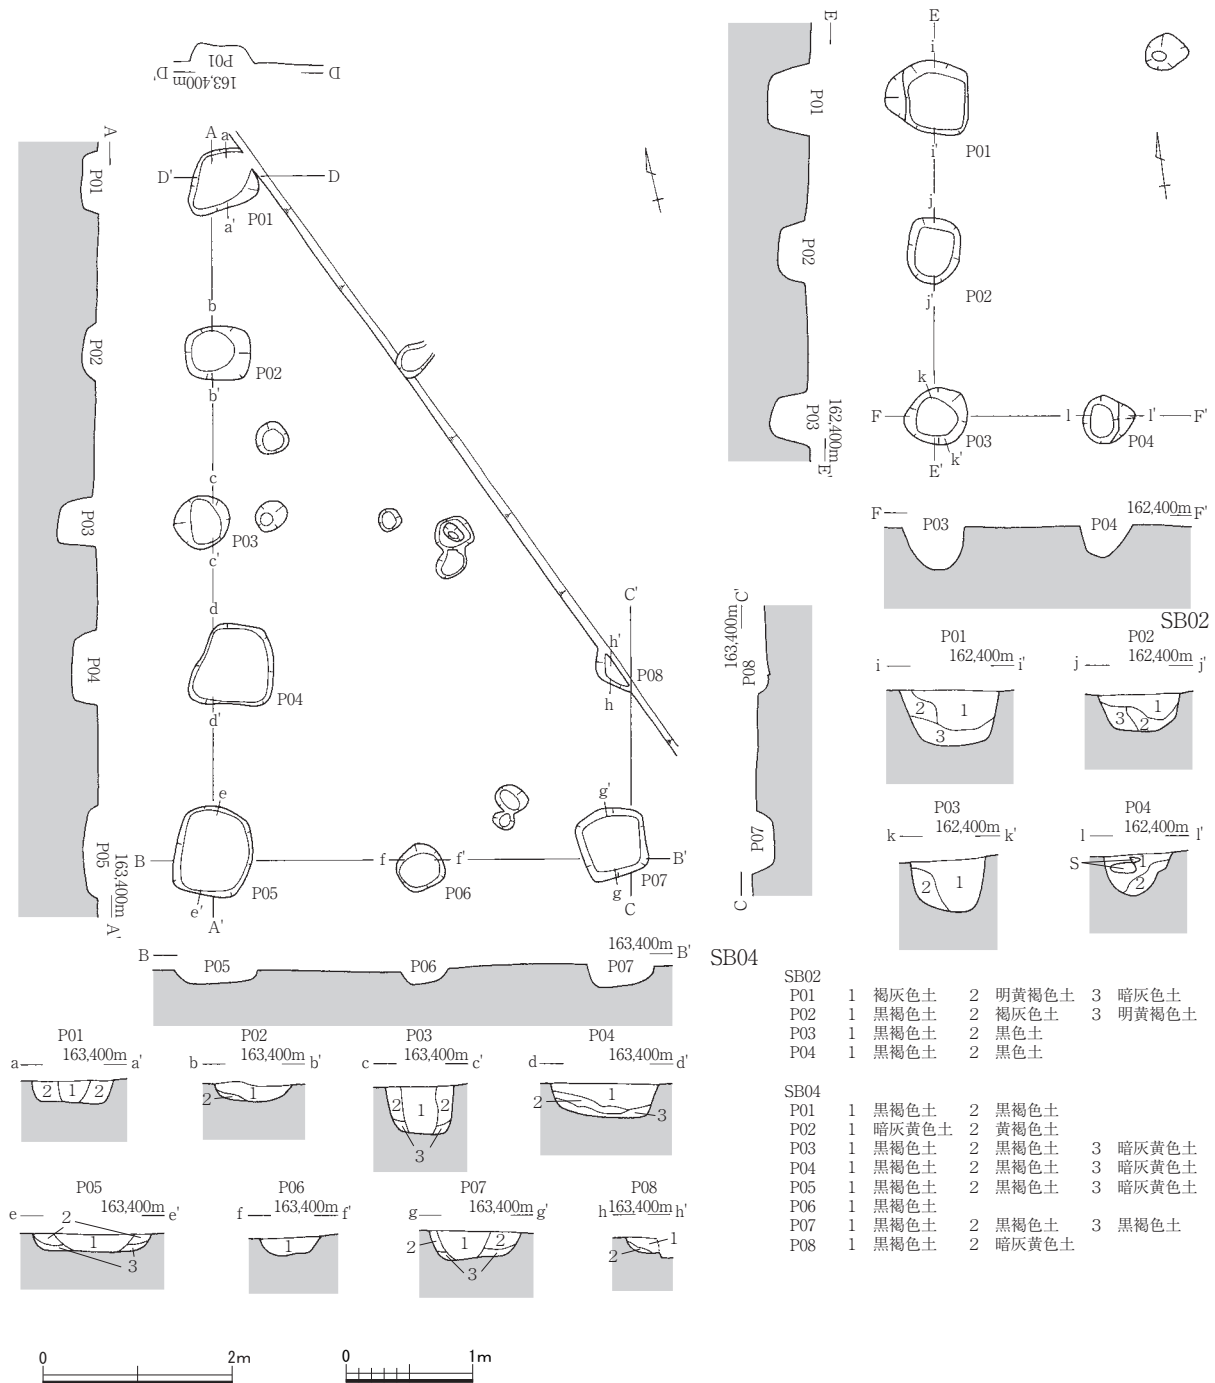 P01
D' 163,400m D
A a
A
P01
D' D
P01
a'
b
P02
P02
b'
c
P03
P03
c'
d
P04
P04
d'
C'
h'
P08
h
e
g'
P05
163,400m
A'
B
f f'
B'
P05
P06
P07
e'
A'
g
C
163,400m C'
P08
P07
C
B 163,400m B'
P05 P06 P07
SB04
P01
163,400m
a a'
2 1 2
P02
163,400m
b b'
1
2
P03
163,400m
c c'
2 1 2
3
P04
163,400m
d d'
1
2
3
P05
163,400m
e e'
2
1
3
P06
163,400m
f f'
1
P07
163,400m
g g'
2 1 2
3
P08
163,400m
h h'
1
2
E E
i
P01
i'
P01
j
P02
j'
P02
k
F l l' F'
P03
162,400m
E'
P03
P04
E' k'
F 162,400m F'
P03 P04
SB02
P01
162,400m
i i'
2 1
3
P02
162,400m
j j'
1
3 2
P03
162,400m
k k'
2 1
P04
162,400m
l l'
S 1
2
SB02
P01 1 褐灰色土 2 明黄褐色土 3 暗灰色土
P02 1 黒褐色土 2 褐灰色土 3 明黄褐色土
P03 1 黒褐色土 2 黒色土
P04 1 黒褐色土 2 黒色土
SB04
P01 1 黒褐色土 2 黒褐色土
P02 1 暗灰黄色土 2 黄褐色土
P03 1 黒褐色土 2 黒褐色土 3 暗灰黄色土
P04 1 黒褐色土 2 黒褐色土 3 暗灰黄色土
P05 1 黒褐色土 2 黒褐色土 3 暗灰黄色土
P06 1 黒褐色土
P07 1 黒褐色土 2 黒褐色土 3 黒褐色土
P08 1 黒褐色土 2 暗灰黄色土
0 2m
0 1m